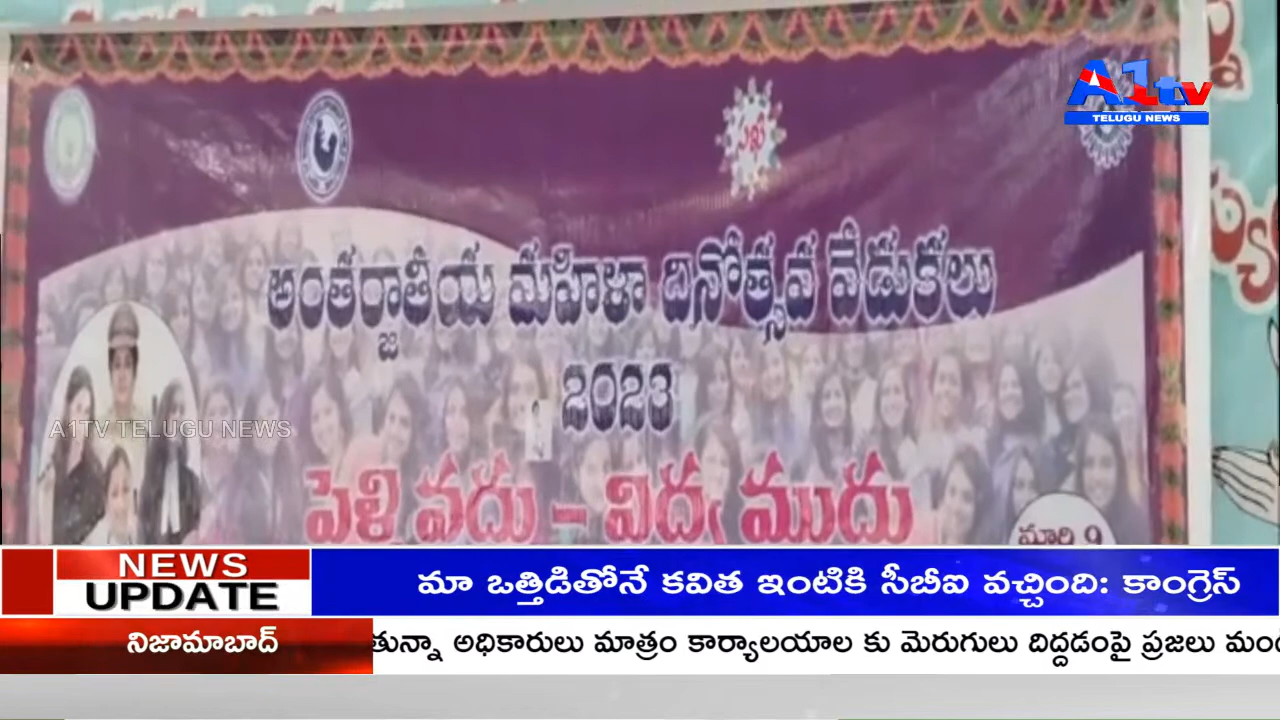 A1tv
TELUGU NEWS
అంతర్జాతీయ మహిళా దినోత్సవ వేడుకలు
2023
A1TV TELUGU NEWS
పెళ్లి వద్దు – విద్య ముద్దు
NEWS
UPDATE
మా ఒత్తిడితోనే కవిత ఇంటికి సీబీఐ వచ్చింది: కాంగ్రెస్
నిజామాబాద్
తున్నా అధికారులు మాత్రం కార్యాలయాల కు మెరుగులు దిద్దడంపై ప్రజలు